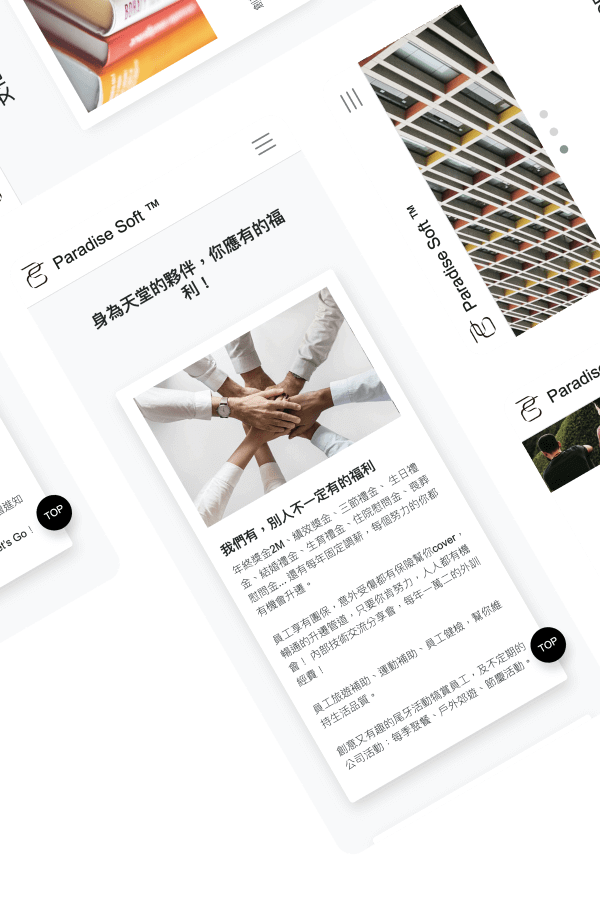 Paradise Soft ™
身為天堂的夥伴，你應有的福
利！
我們有，別人不一定有的福利
年終獎金2M、績效獎金、三節禮金、 生日禮
金、結婚禮金、生育禮金、住院慰問金、喪葬
慰問金... 還有每年固定調薪，每個努力的你都
有機會升遷。
員工享有團保，意外受傷都有保險幫你cover，
暢通的升遷管道，只要你肯努力，人人都有機
會！ 內部技術交流分享會，每年一萬二的外訓
經費！
員工旅遊補助、運動補助、員工健檢，幫你維
持生活品質。
創意又有趣的尾牙活動犒賞員工，及不定期的
公司活動：每季聚餐、戶外郊遊、節慶活動。
TOP
進知
et's Go！
TOP
Paradise Soft ™
Paradise